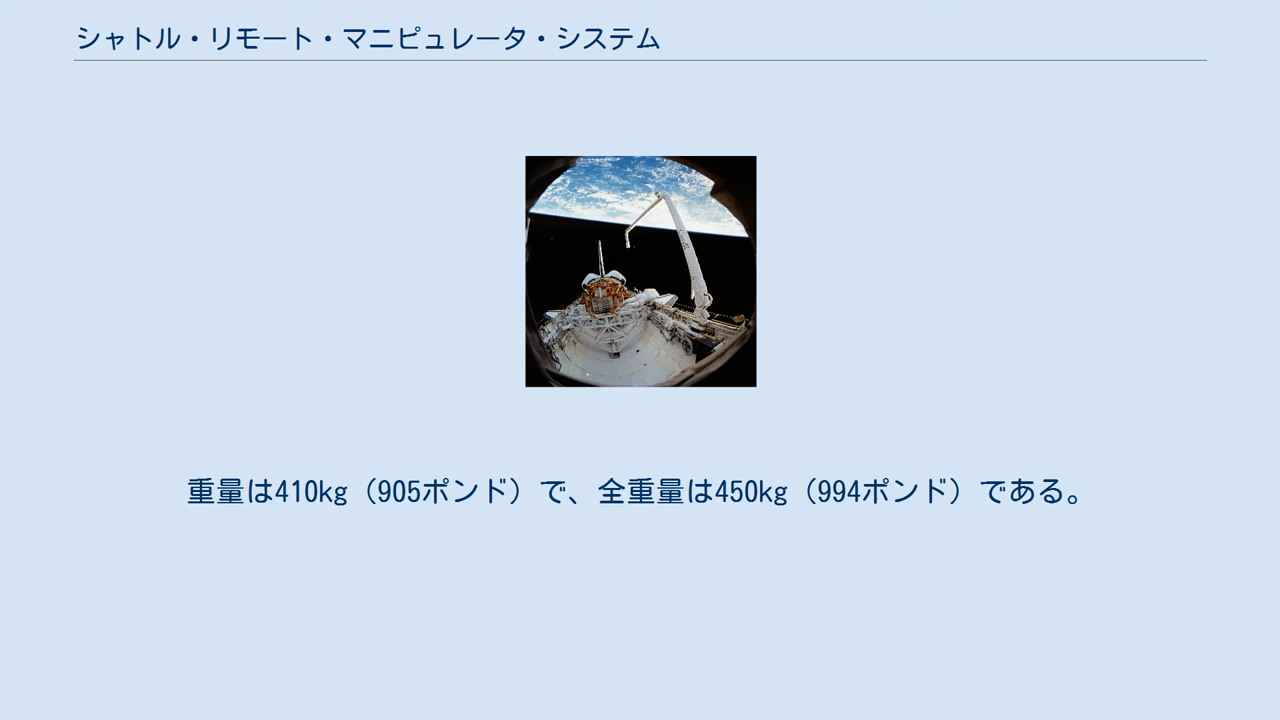 シャトル・リモート・マニピュレータ・システム
重量は410kg（905ポンド）で、全重量は450kg（994ポンド）である。